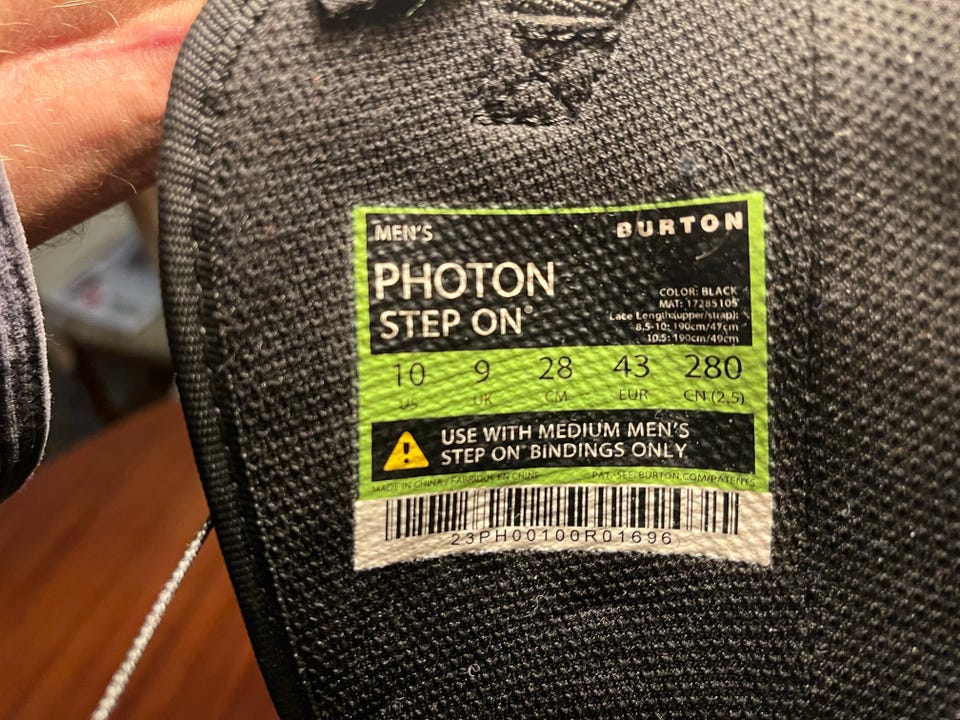 MEN'S
BURTON
PHOTON
STEP ON®
COLOR: BLACK
MAT: 17285105
Lace Length(upper/strap):
8.5-10: 190cm/47cm
10.5: 190cm/49cm
10 9 28 43 280
US UK CM EUR CN (2,5)
USE WITH MEDIUM MEN'S
STEP ON BINDINGS ONLY
MADE IN CHINA / FABRIQUÉ EN CHINE
PAT.-SEE: BURTON.COM/PATENTS
23PH00100R01696